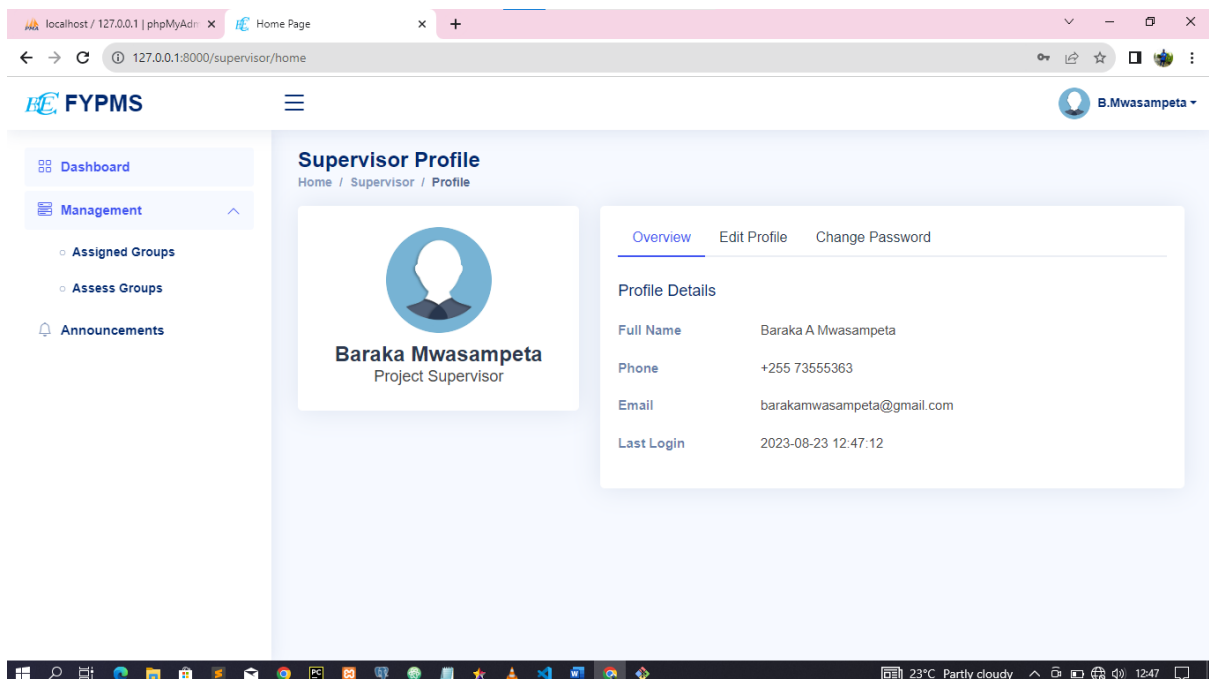 localhost / 127.0.0.1 | phpMyAdm
Home Page
127.0.0.1:8000/supervisor/home
FYPMS
B.Mwasampeta
Dashboard
Management
Assigned Groups
Assess Groups
Announcements
Supervisor Profile
Home / Supervisor / Profile
Baraka Mwasampeta
Project Supervisor
Overview Edit Profile Change Password
Profile Details
Full Name Baraka A Mwasampeta
Phone +255 73555363
Email barakamwasampeta@gmail.com
Last Login 2023-08-23 12:47:12
23°C Partly cloudy 12:47